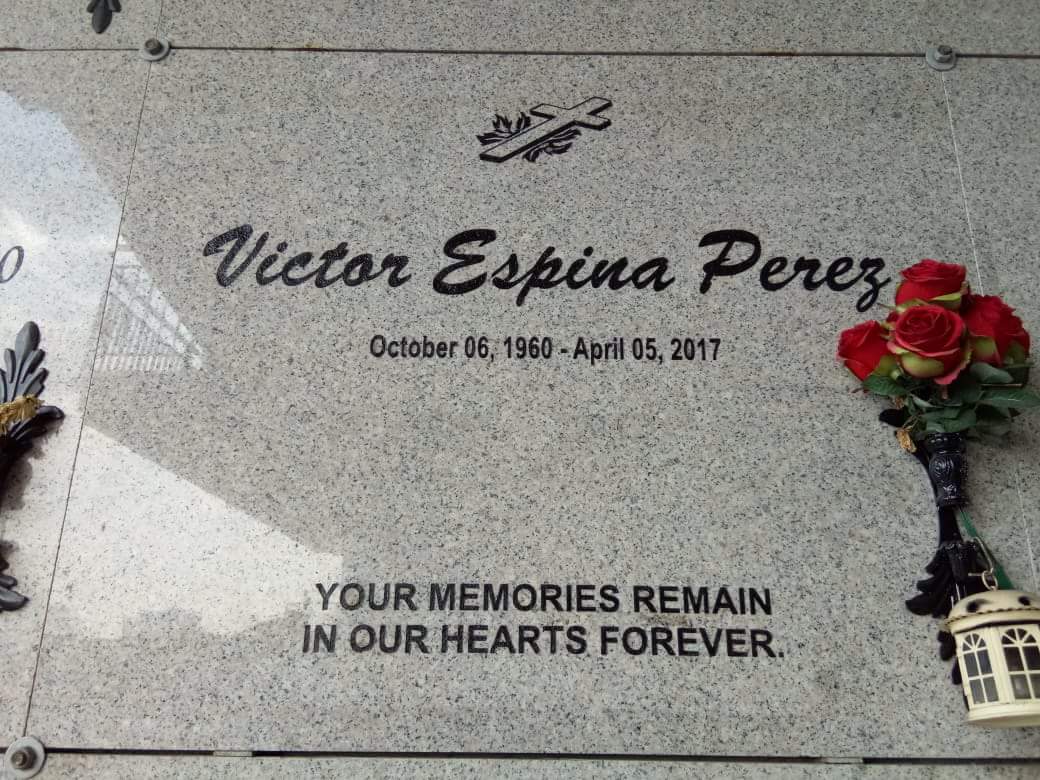 Victor Espina Perez
October 06, 1960 - April 05, 2017
YOUR MEMORIES REMAIN
IN OUR HEARTS FOREVER.